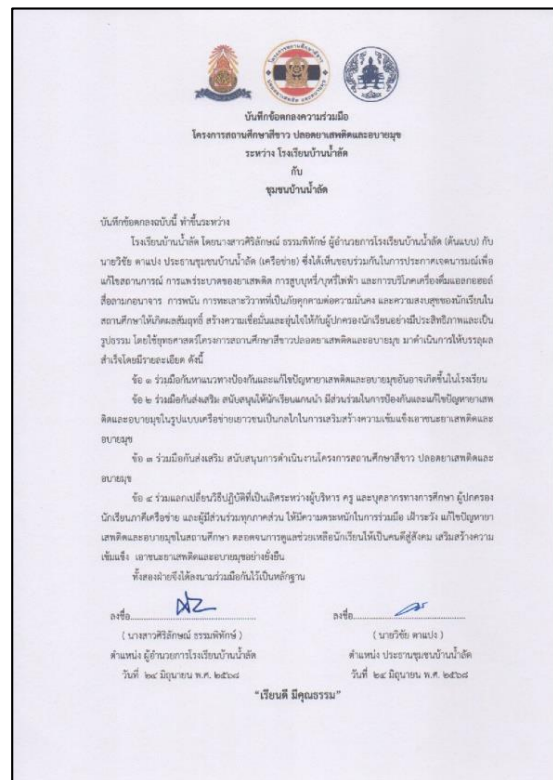 บันทึกข้อตกลงความร่วมมือ
โครงการสถานศึกษาสีขาว ปลอดยาเสพติดและอบายมุข
ระหว่าง โรงเรียนบ้านน้ำลัด
กับ
ชุมชนบ้านน้ำลัด
บันทึกข้อตกลงฉบับนี้ ทำขึ้นระหว่าง
โรงเรียนบ้านน้ำลัด โดยนางสาวศิริลักษณ์ ธรรมพิทักษ์ ผู้อำนวยการโรงเรียนบ้านน้ำลัด (ต้นแบบ) กับ
นายวิชัย ตาแปง ประธานชุมชนบ้านน้ำลัด (เครือข่าย) ซึ่งได้เห็นชอบร่วมกันในการประกาศเจตนารมณ์เพื่อ
แก้ไขสถานการณ์ การแพร่ระบาดของยาเสพติด การสูบบุหรี่/บุหรี่ไฟฟ้า และการบริโภคเครื่องดื่มแอลกอฮอล์
สื่อลามกอนาจาร การพนัน การทะเลาะวิวาทที่เป็นภัยคุกคามต่อความมั่นคง และความสงบสุขของนักเรียนใน
สถานศึกษาให้เกิดผลสัมฤทธิ์ สร้างความเชื่อมั่นและอุ่นใจให้กับผู้ปกครองนักเรียนอย่างมีประสิทธิภาพและเป็น
รูปธรรม โดยใช้ยุทธศาสตร์โครงการสถานศึกษาสีขาวปลอดยาเสพติดและอบายมุข มาดำเนินการให้บรรลุผล
สำเร็จโดยมีรายละเอียด ดังนี้
ข้อ ๑ ร่วมมือกันหาแนวทางป้องกันและแก้ไขปัญหายาเสพติดและอบายมุขอันอาจเกิดขึ้นในโรงเรียน
ข้อ ๒ ร่วมมือกันส่งเสริม สนับสนุนให้นักเรียนแกนนำ มีส่วนร่วมในการป้องกันและแก้ไขปัญหายาเสพ
ติดและอบายมุขในรูปแบบเครือข่ายเยาวชนเป็นกลไกในการเสริมสร้างความเข้มแข็งเอาชนะยาเสพติดและ
อบายมุข
ข้อ ๓ ร่วมมือกันส่งเสริม สนับสนุนการดำเนินงานโครงการสถานศึกษาสีขาว ปลอดยาเสพติดและ
อบายมุข
ข้อ ๔ ร่วมแลกเปลี่ยนวิธีปฏิบัติที่เป็นเลิศระหว่างผู้บริหาร ครู และบุคลากรทางการศึกษา ผู้ปกครอง
นักเรียนภาคีเครือข่าย และผู้มีส่วนร่วมทุกภาคส่วน ให้มีความตระหนักในการร่วมมือ เฝ้าระวัง แก้ไขปัญหายา
เสพติดและอบายมุขในสถานศึกษา ตลอดจนการดูแลช่วยเหลือนักเรียนให้เป็นคนดีสู่สังคม เสริมสร้างความ
เข้มแข็ง เอาชนะยาเสพติดและอบายมุขอย่างยั่งยืน
ทั้งสองฝ่ายจึงได้ลงนามร่วมมือกันไว้เป็นหลักฐาน
ลงชื่อ........................................ ลงชื่อ........................................
( นางสาวศิริลักษณ์ ธรรมพิทักษ์ ) ( นายวิชัย ตาแปง )
ตำแหน่ง ผู้อำนวยการโรงเรียนบ้านน้ำลัด ตำแหน่ง ประธานชุมชนบ้านน้ำลัด
วันที่ ๒๔ มิถุนายน พ.ศ. ๒๕๖๘ วันที่ ๒๔ มิถุนายน พ.ศ. ๒๕๖๘
“เรียนดี มีคุณธรรม”